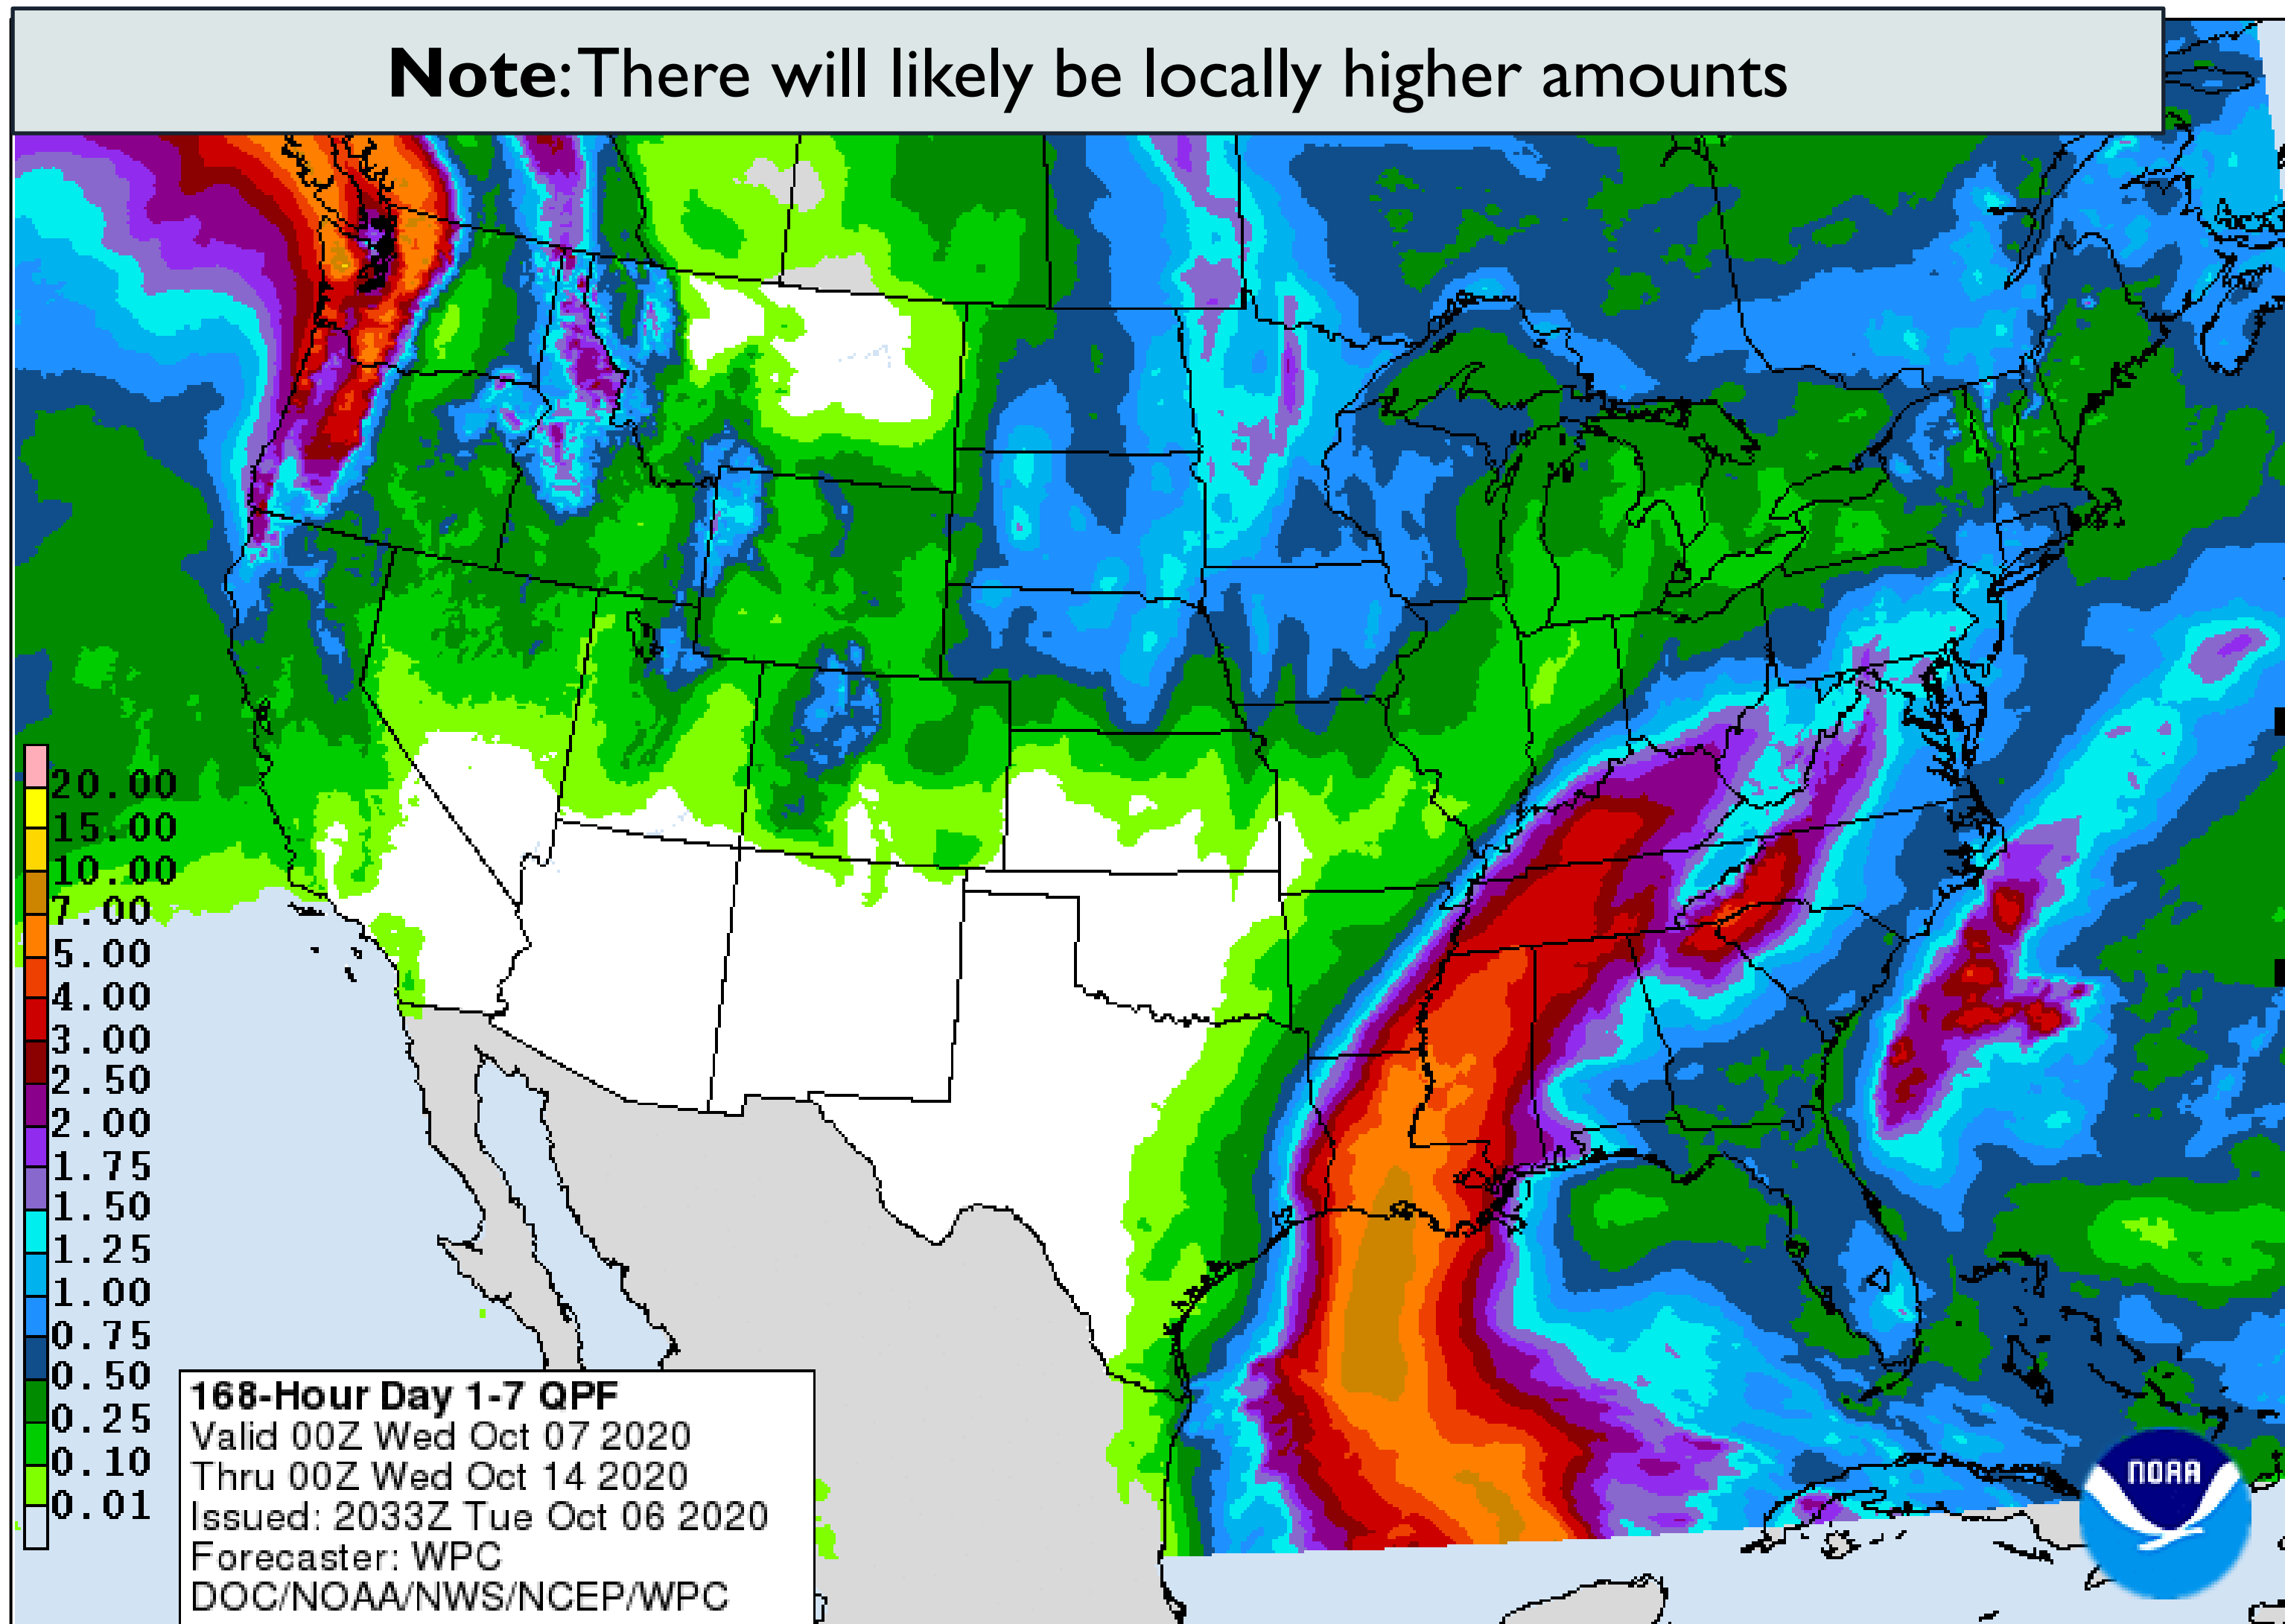 Note: There will likely be locally higher amounts
20.00
15.00
10.00
7.00
5.00
4.00
3.00
2.50
2.00
1.75
1.50
1.25
1.00
0.75
0.50
0.25
0.10
0.01
168-Hour Day 1-7 QPF
Valid 00Z Wed Oct 07 2020
Thru 00Z Wed Oct 14 2020
Issued: 2033Z Tue Oct 06 2020
Forecaster: WPC
DOC/NOAA/NWS/NCEP/WPC
NOAA